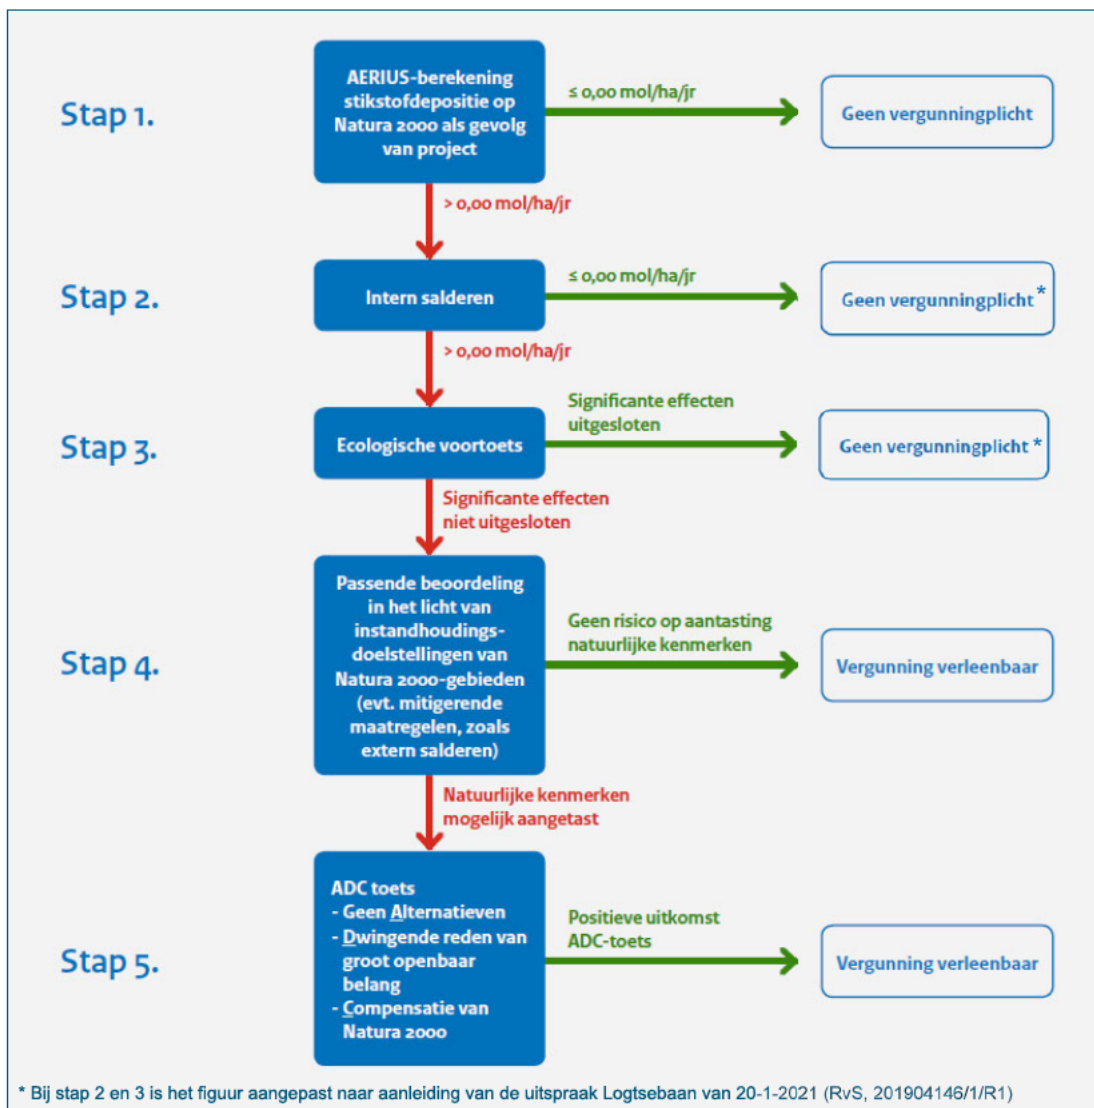 Stap 1.
AERIUS-berekening
stikstofdepositie op
Natura 2000 als gevolg
van project
≤ 0,00 mol/ha/jr
Geen vergunningplicht
> 0,00 mol/ha/jr
Stap 2.
Intern salderen
≤ 0,00 mol/ha/jr
Geen vergunningplicht *
> 0,00 mol/ha/jr
Stap 3.
Ecologische voortoets
Significante effecten
uitgesloten
Geen vergunningplicht *
Significante effecten
niet uitgesloten
Stap 4.
Passende beoordeling
in het licht van
instandhoudings-
doelstellingen van
Natura 2000-gebieden
(evt. mitigerende
maatregelen, zoals
extern salderen)
Geen risico op aantasting
natuurlijke kenmerken
Vergunning verleenbaar
Natuurlijke kenmerken
mogelijk aangetast
Stap 5.
ADC toets
- Geen Alternatieven
- Dwingende reden van
groot openbaar
belang
- Compensatie van
Natura 2000
Positieve uitkomst
ADC-toets
Vergunning verleenbaar
* Bij stap 2 en 3 is het figuur aangepast naar aanleiding van de uitspraak Logtsebaan van 20-1-2021 (RvS, 201904146/1/R1)